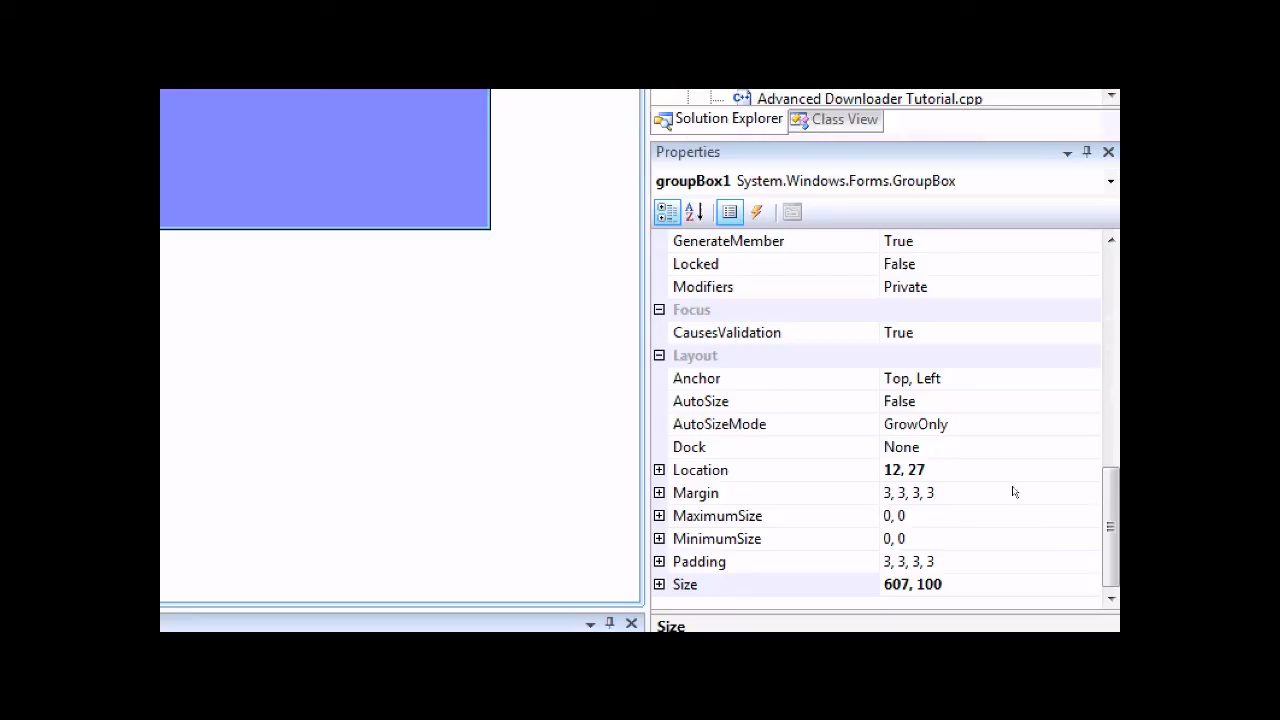 Advanced Downloader Tutorial.cpp
Solution Explorer Class View
Properties
groupBox1 System.Windows.Forms.GroupBox
GenerateMember True
Locked False
Modifiers Private
Focus
CausesValidation True
Layout
Anchor Top, Left
AutoSize False
AutoSizeMode GrowOnly
Dock None
Location 12, 27
Margin 3, 3, 3, 3
MaximumSize 0, 0
MinimumSize 0, 0
Padding 3, 3, 3, 3
Size 607, 100
Size